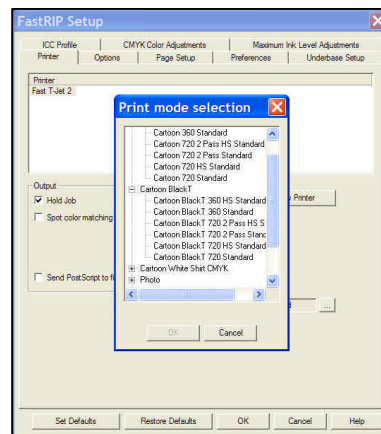 FastRIP Setup
ICC Profile CMYK Color Adjustments Maximum Ink Level Adjustments
Printer Options Page Setup Preferences Underbase Setup
Printer
Fast T-Jet 2
Print mode selection
Cartoon 360 Standard
Cartoon 720 2 Pass HS Standard
Cartoon 720 2 Pass Standard
Cartoon 720 HS Standard
Cartoon 720 Standard
Cartoon BlackT
Cartoon BlackT 360 HS Standard
Cartoon BlackT 360 Standard
Cartoon BlackT 720 2 Pass HS S
Cartoon BlackT 720 2 Pass Stanc
Cartoon BlackT 720 HS Standard
Cartoon BlackT 720 Standard
Cartoon White Shirt CMYK
Photo
OK Cancel
Output
Hold Job
Printer
Spot color matching
Send PostScript to fi
...
Set Defaults Restore Defaults OK Cancel Help